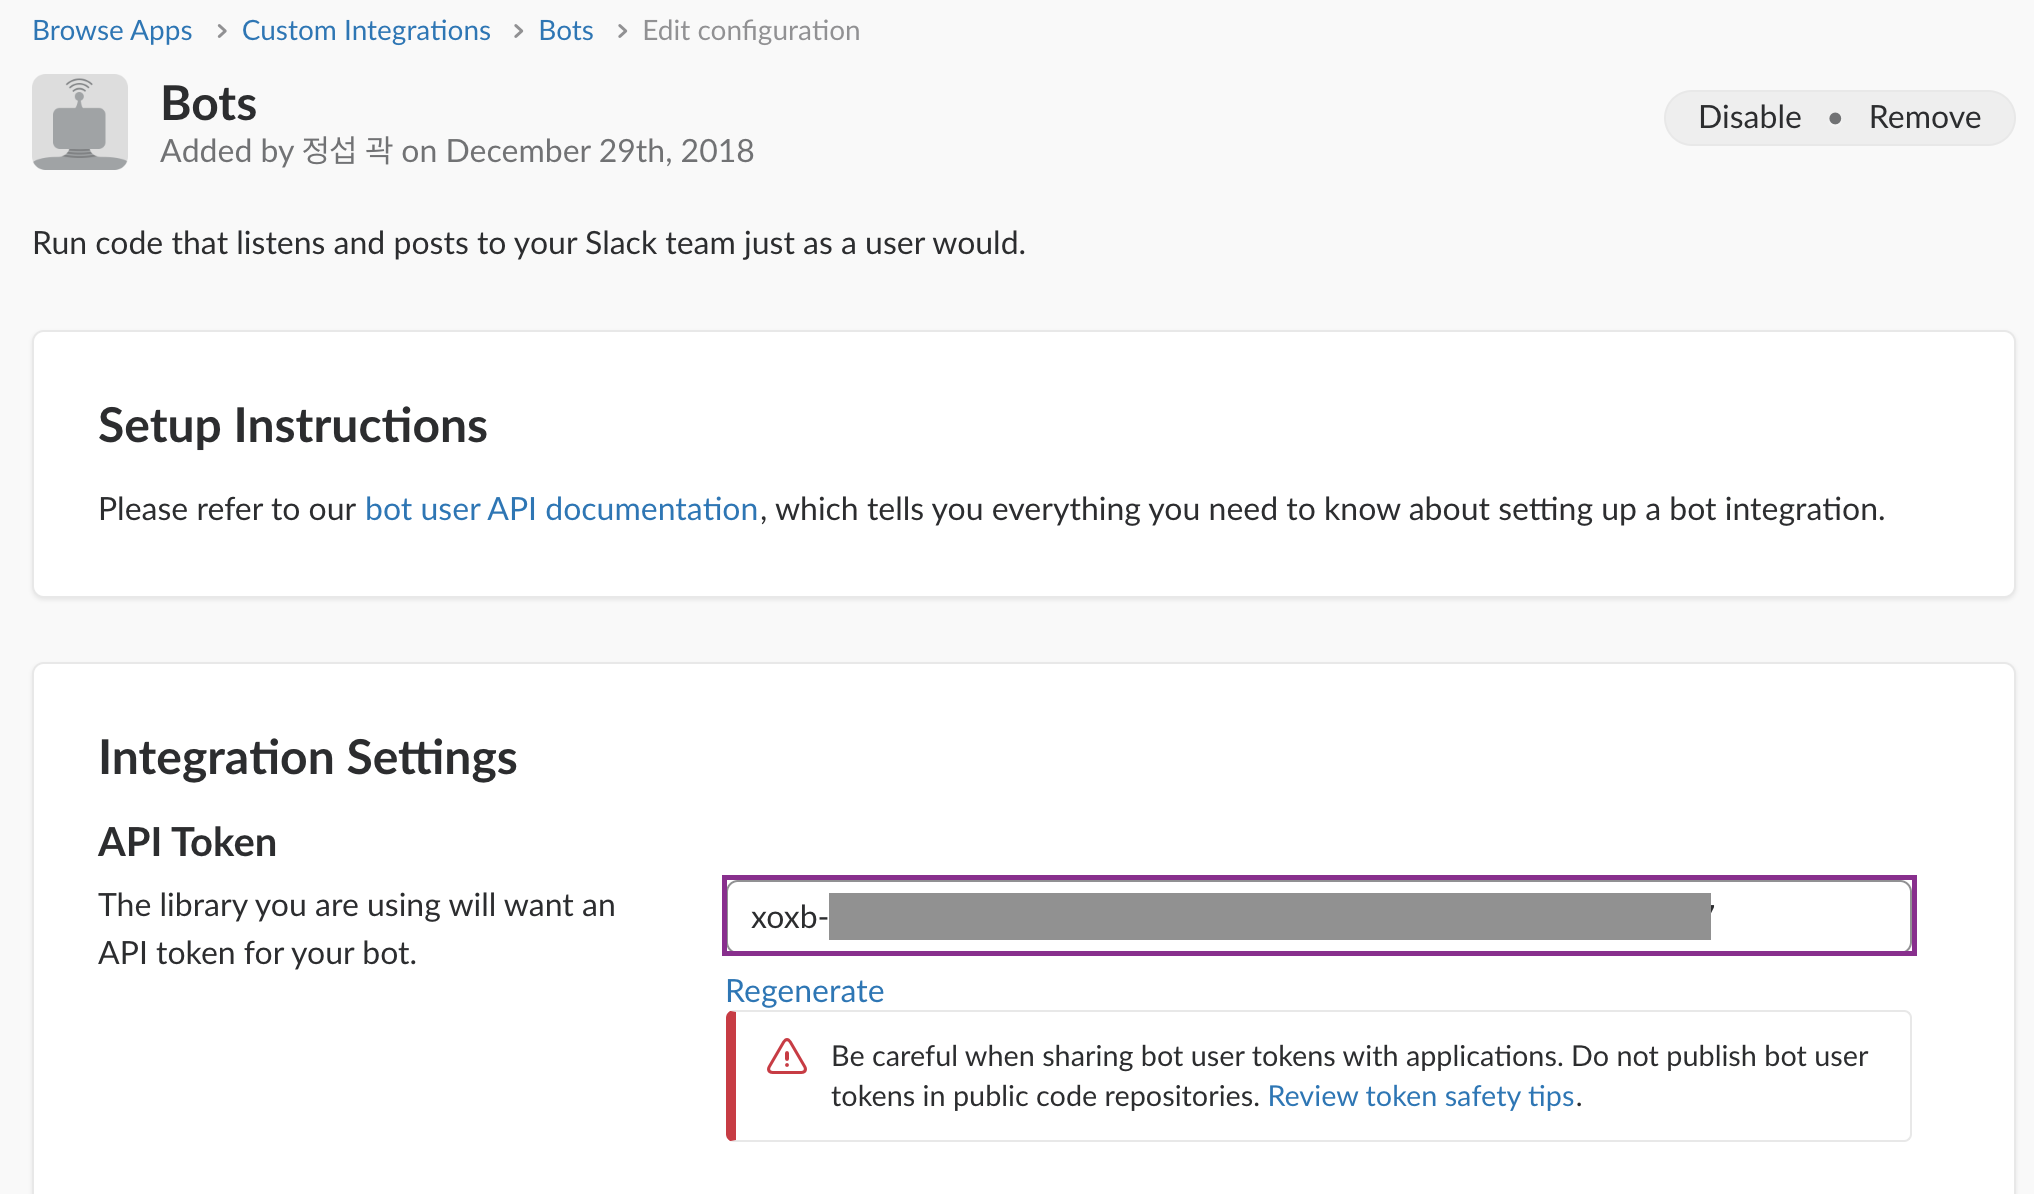 Browse Apps > Custom Integrations > Bots > Edit configuration
Bots
Added by 정섭 곽 on December 29th, 2018
Disable • Remove
Run code that listens and posts to your Slack team just as a user would.
Setup Instructions
Please refer to our bot user API documentation, which tells you everything you need to know about setting up a bot integration.
Integration Settings
API Token
The library you are using will want an
API token for your bot.
xoxb-
Regenerate
Be careful when sharing bot user tokens with applications. Do not publish bot user
tokens in public code repositories. Review token safety tips.